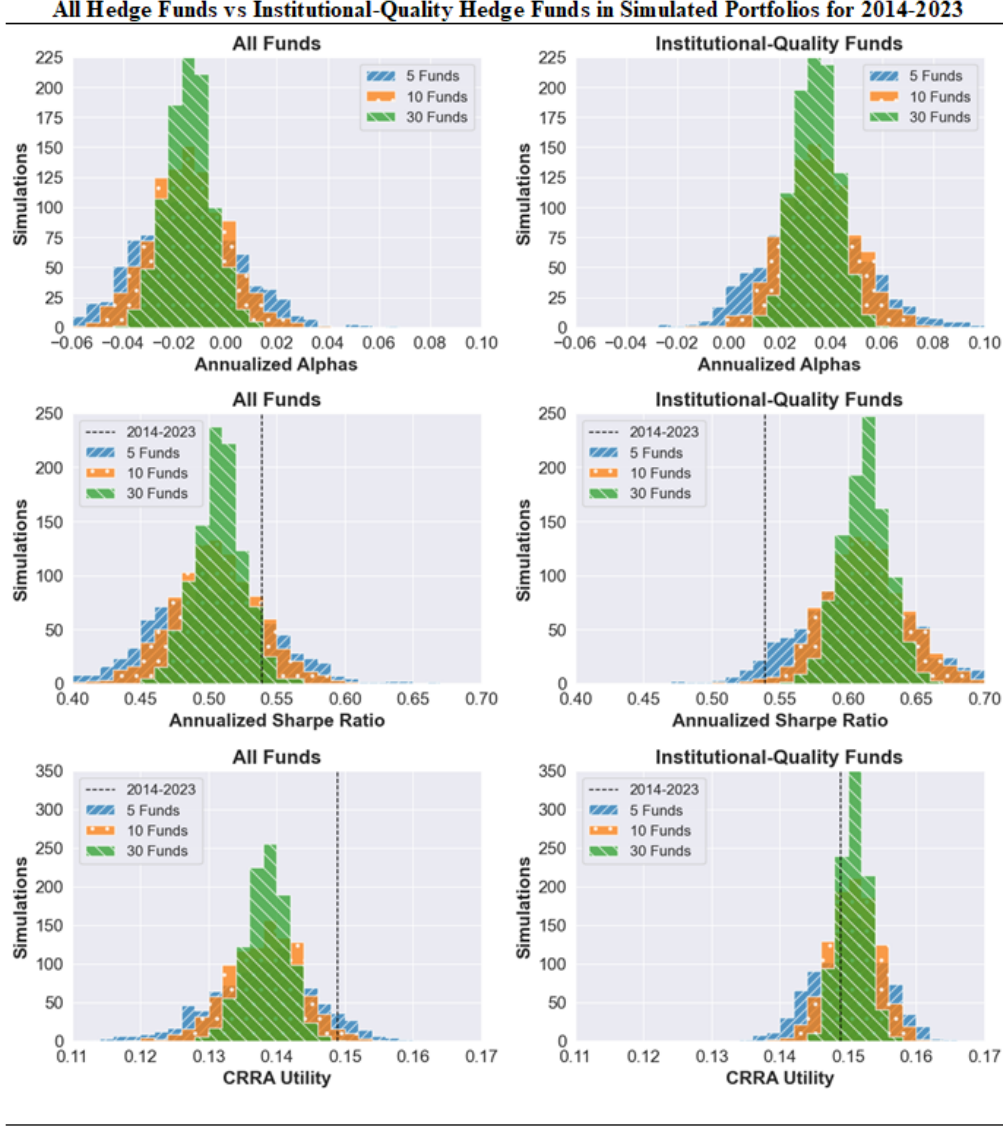 All Hedge Funds vs Institutional-Quality Hedge Funds in Simulated Portfolios for 2014-2023
All Funds
225
200
175
150
125
100
75
50
25
0
Simulations
5 Funds
10 Funds
30 Funds
−0.06 −0.04 −0.02 0.00 0.02 0.04 0.06 0.08 0.10
Annualized Alphas
Institutional-Quality Funds
225
200
175
150
125
100
75
50
25
0
Simulations
5 Funds
10 Funds
30 Funds
−0.06 −0.04 −0.02 0.00 0.02 0.04 0.06 0.08 0.10
Annualized Alphas
All Funds
250
200
150
100
50
0
Simulations
2014-2023
5 Funds
10 Funds
30 Funds
0.40 0.45 0.50 0.55 0.60 0.65 0.70
Annualized Sharpe Ratio
Institutional-Quality Funds
250
200
150
100
50
0
Simulations
2014-2023
5 Funds
10 Funds
30 Funds
0.40 0.45 0.50 0.55 0.60 0.65 0.70
Annualized Sharpe Ratio
All Funds
350
300
250
200
150
100
50
0
Simulations
2014-2023
5 Funds
10 Funds
30 Funds
0.11 0.12 0.13 0.14 0.15 0.16 0.17
CRRA Utility
Institutional-Quality Funds
350
300
250
200
150
100
50
0
Simulations
2014-2023
5 Funds
10 Funds
30 Funds
0.11 0.12 0.13 0.14 0.15 0.16 0.17
CRRA Utility